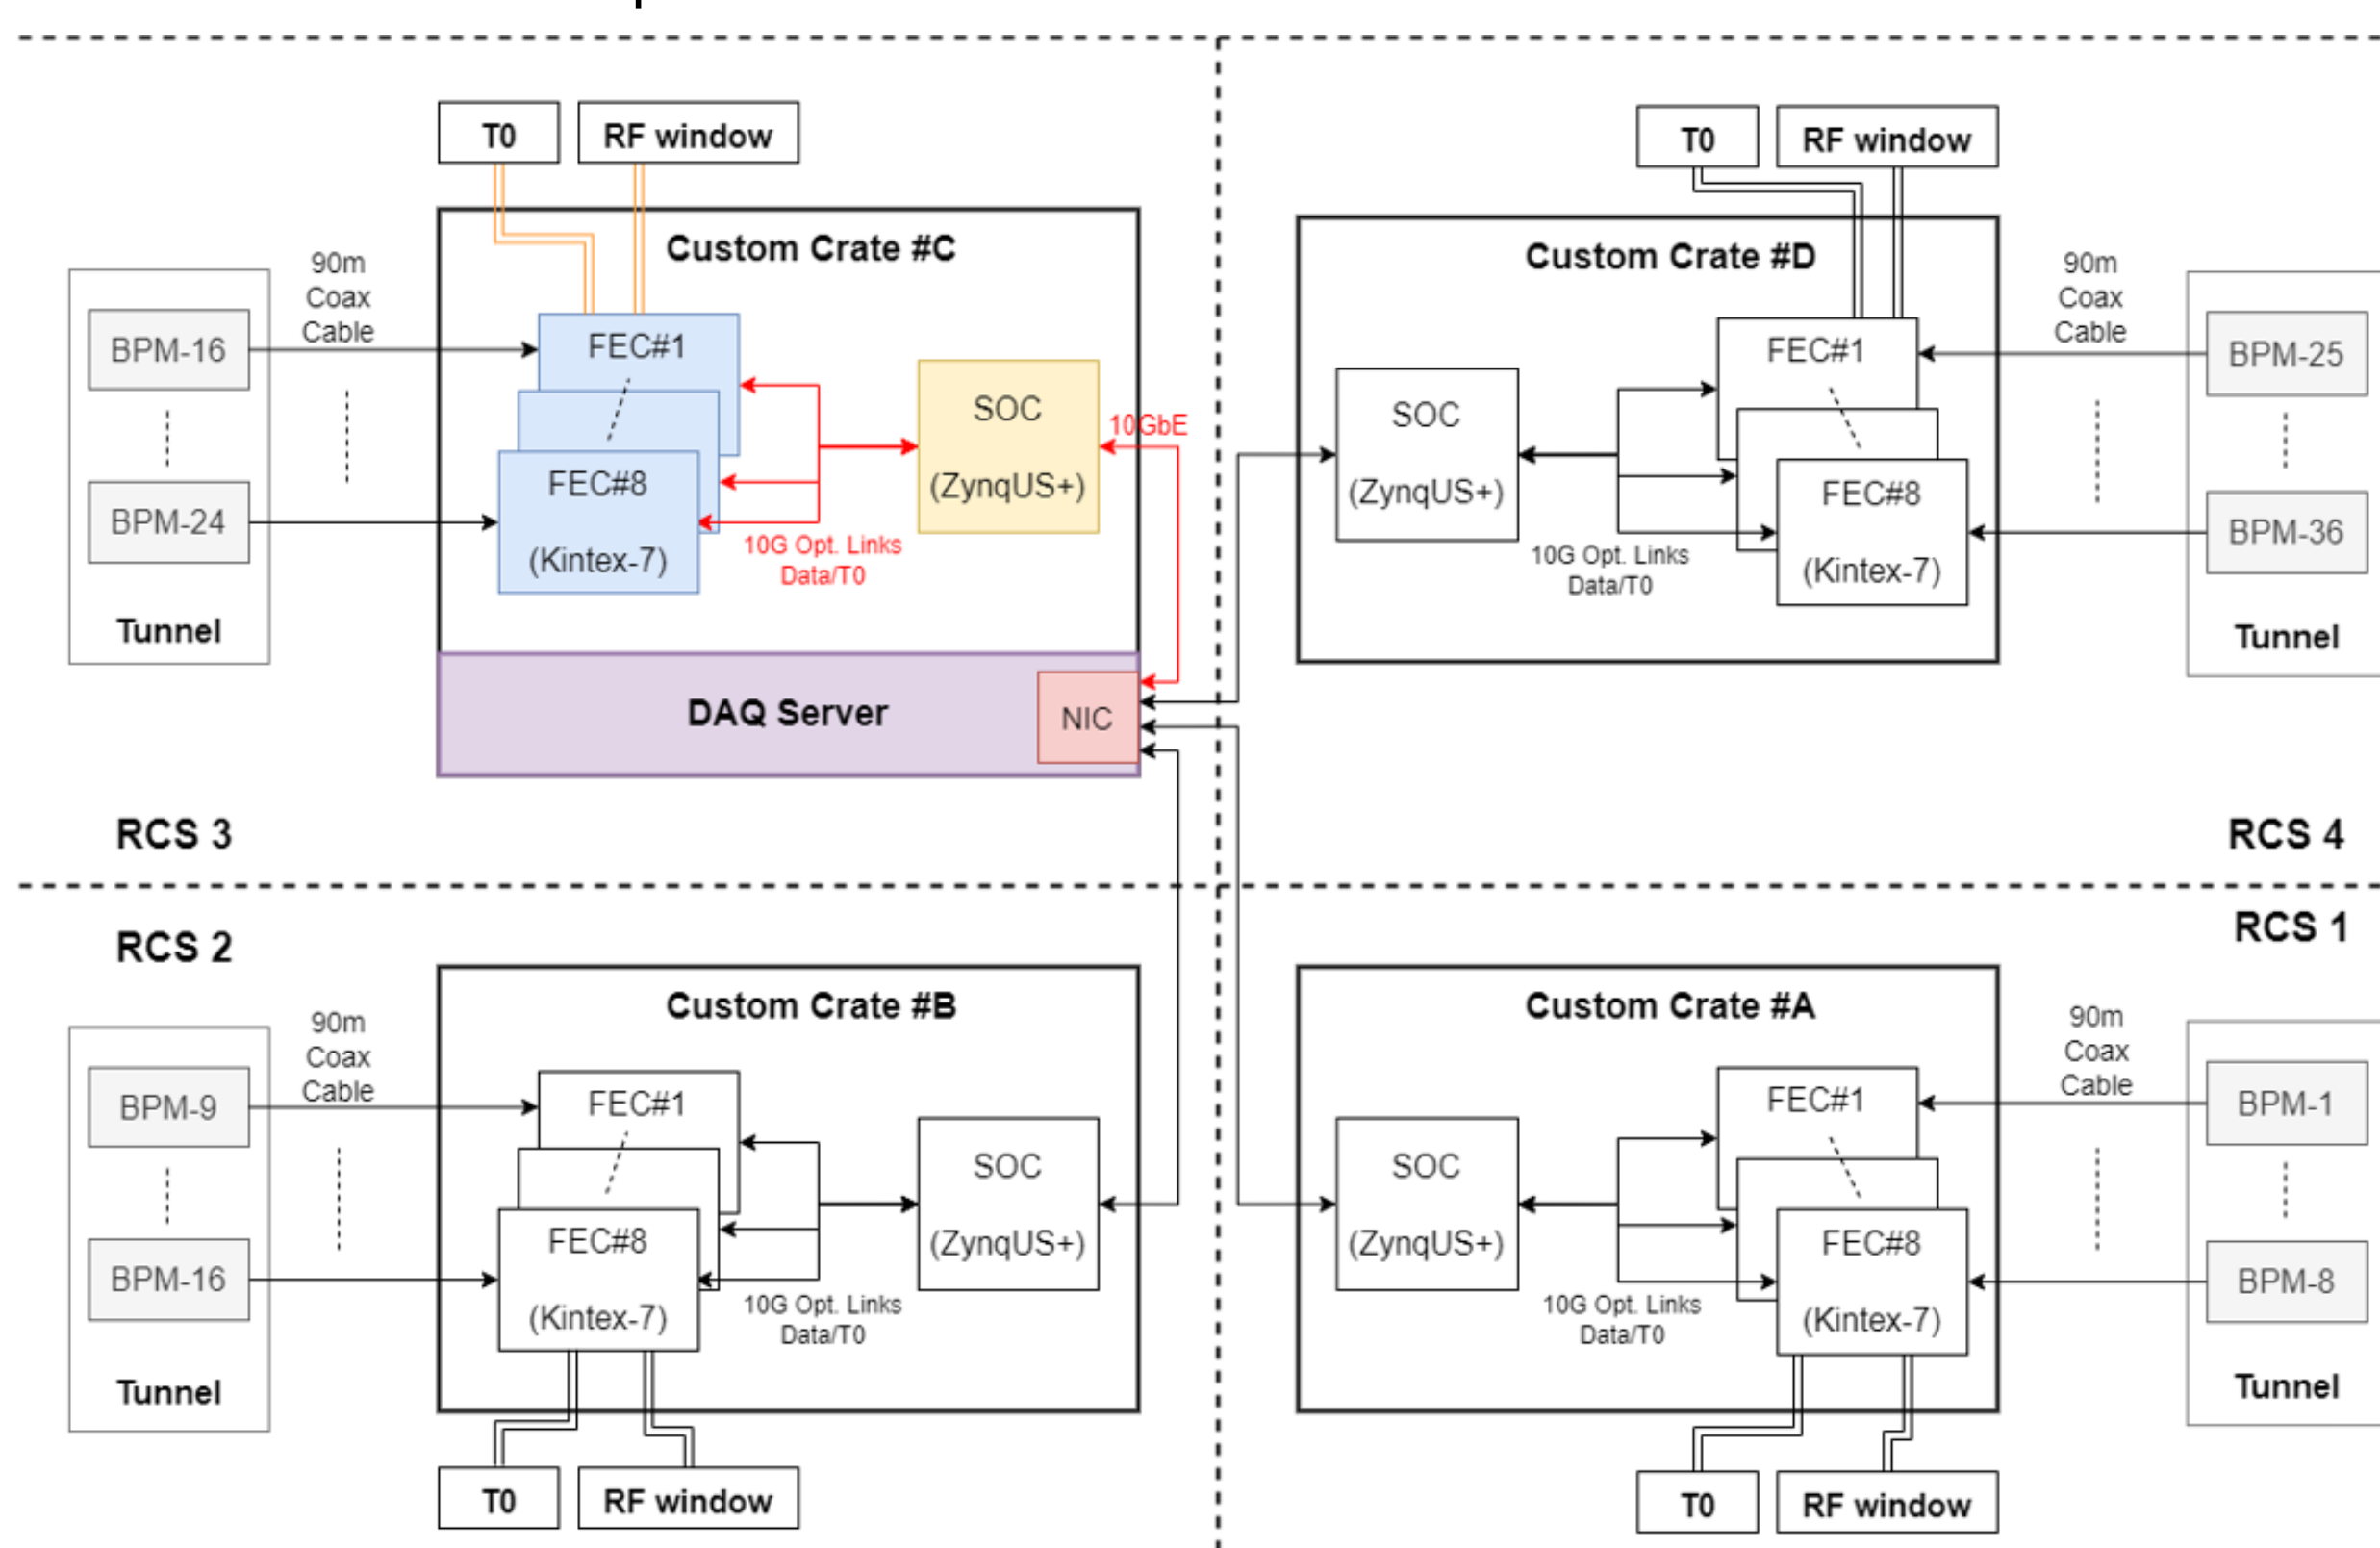 T0
RF window
Custom Crate #C
90m
Coax
Cable
BPM-16
BPM-24
Tunnel
FEC#1
FEC#8
(Kintex-7)
SOC
(ZynqUS+)
10GbE
10G Opt. Links
Data/T0
DAQ Server
NIC
RCS 3
T0
RF window
Custom Crate #D
SOC
(ZynqUS+)
FEC#1
FEC#8
(Kintex-7)
10G Opt. Links
Data/T0
90m
Coax
Cable
BPM-25
BPM-36
Tunnel
RCS 4
RCS 2
Custom Crate #B
90m
Coax
Cable
BPM-9
BPM-16
Tunnel
FEC#1
FEC#8
(Kintex-7)
SOC
(ZynqUS+)
10G Opt. Links
Data/T0
T0
RF window
RCS 1
Custom Crate #A
SOC
(ZynqUS+)
FEC#1
FEC#8
(Kintex-7)
10G Opt. Links
Data/T0
90m
Coax
Cable
BPM-1
BPM-8
Tunnel
T0
RF window